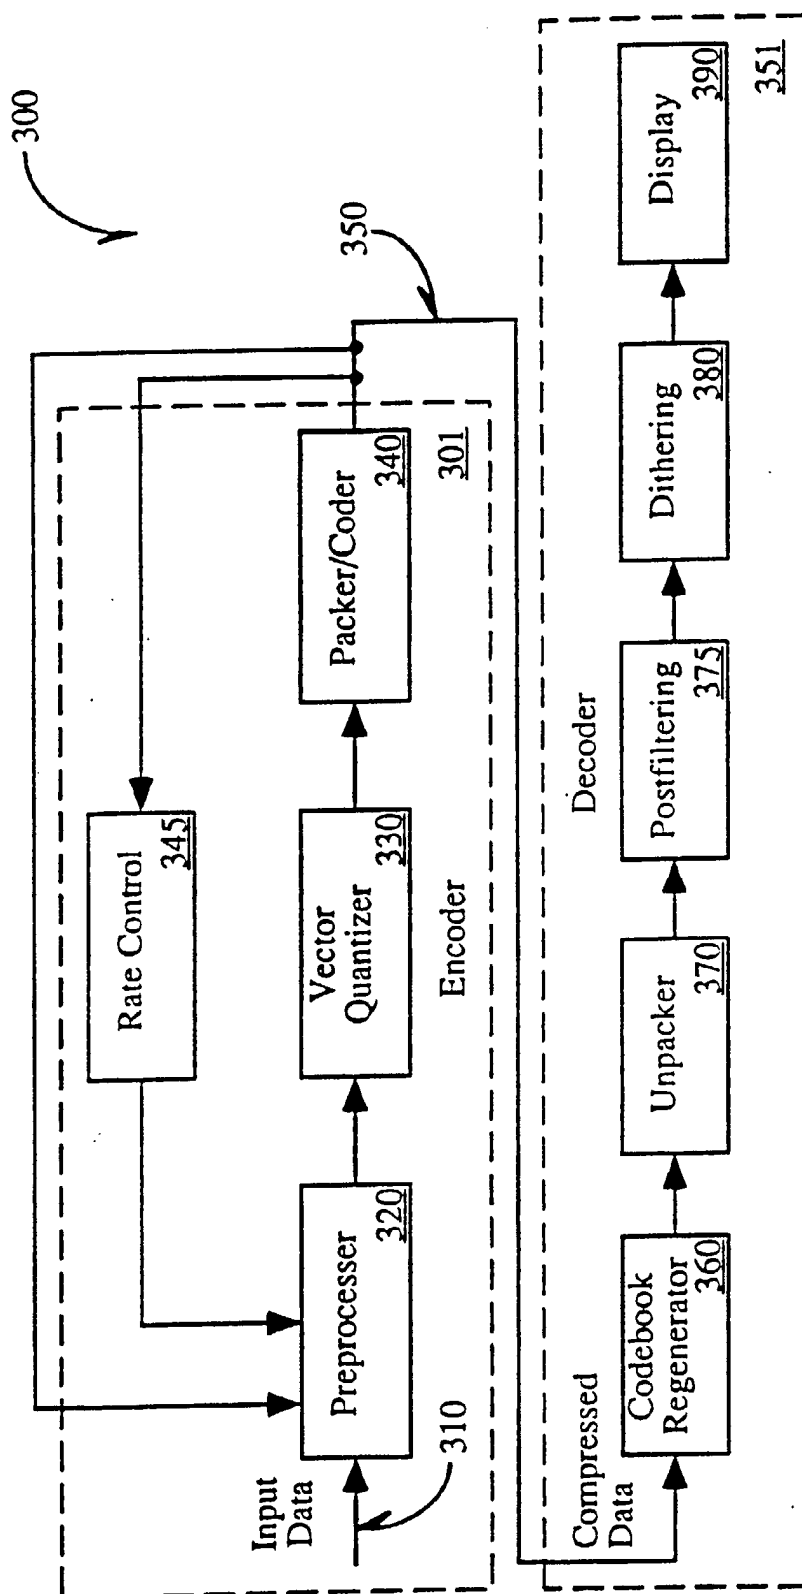 300
Rate Control
345
Input
Data
310
Preprocesser
320
Vector
Quantizer
330
Packer/Coder
340
350
Encoder
301
Compressed
Data
Decoder
Codebook
Regenerator
360
Unpacker
370
Postfiltering
375
Dithering
380
Display
390
351